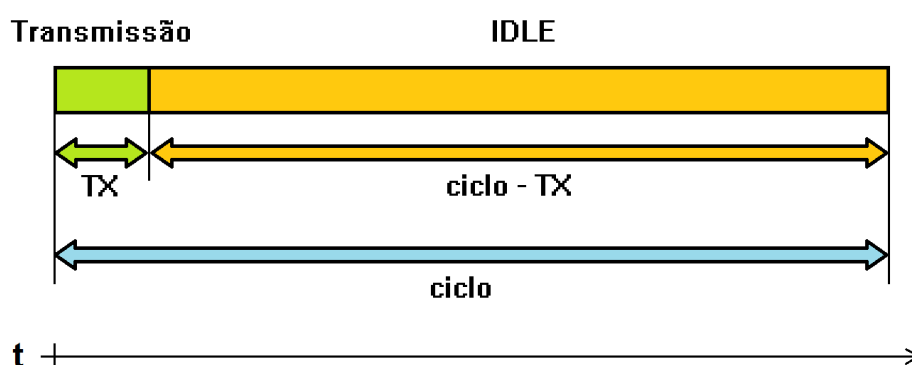 Transmissão IDLE
TX ciclo - TX
ciclo
t